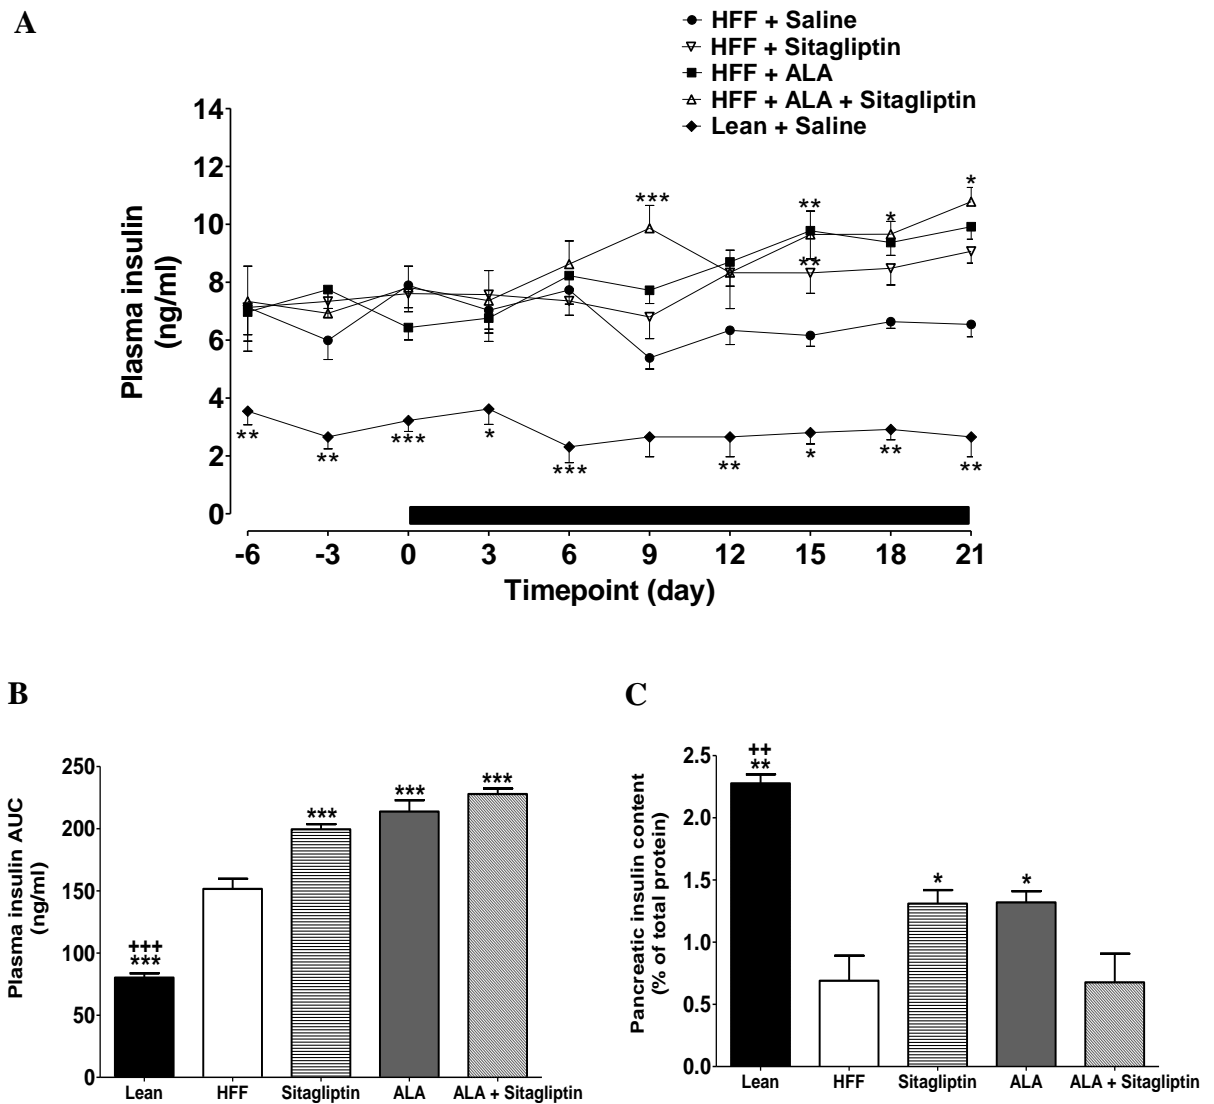 A
HFF + Saline
HFF + Sitagliptin
HFF + ALA
HFF + ALA + Sitagliptin
Lean + Saline
Plasma insulin
(ng/ml)
14
12
10
8
6
4
2
0
***
**
**
*
*
**
**
***
*
***
**
*
**
**
-6 -3 0 3 6 9 12 15 18 21
Timepoint (day)
B
Plasma insulin AUC
(ng/ml)
250
200
150
100
50
0
+++
***
***
***
***
Lean HFF Sitagliptin ALA ALA + Sitagliptin
C
Pancreatic insulin content
(% of total protein)
2.5
2.0
1.5
1.0
0.5
0.0
++
**
*
*
Lean HFF Sitagliptin ALA ALA + Sitagliptin